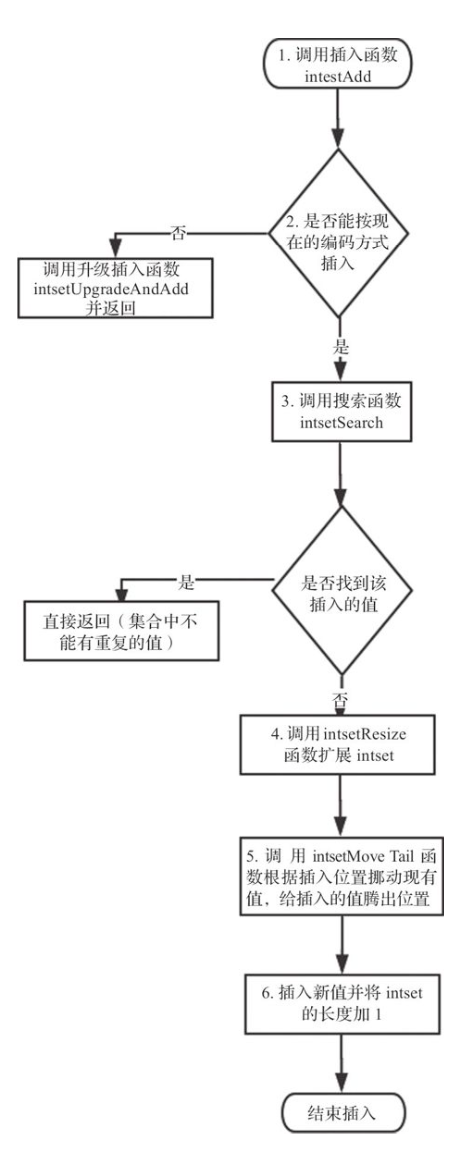 1. 调用插入函数
intestAdd
2. 是否能按现
在的编码方式
插入
否
调用升级插入函数
intsetUpgradeAndAdd
并返回
是
3. 调用搜索函数
intsetSearch
是否找到该
插入的值
是
直接返回（集合中不
能有重复的值）
否
4. 调用 intsetResize
函数扩展 intset
5. 调 用 intsetMove Tail 函
数根据插入位置挪动现有
值，给插入的值腾出位置
6. 插入新值并将 intset
的长度加 1
结束插入